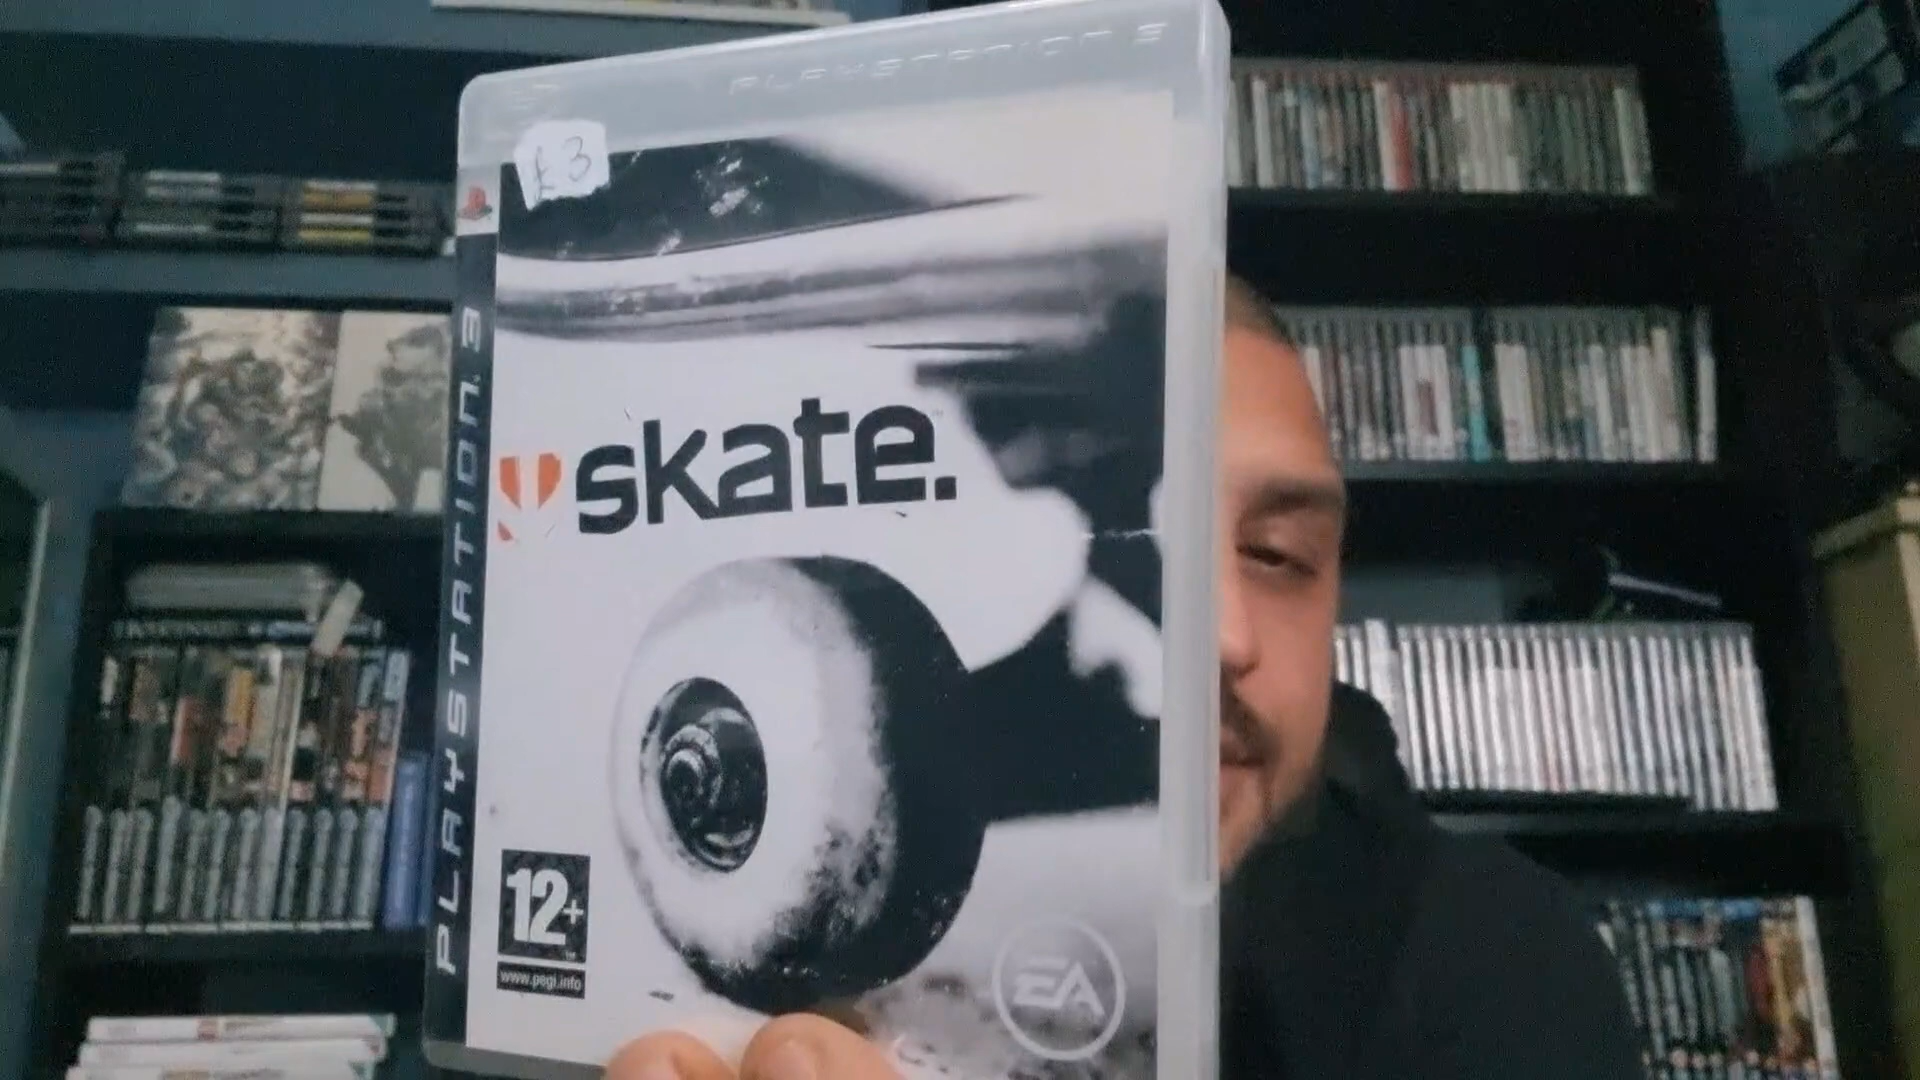 PLAYSTATION 3
£3
PLAYSTATION 3
skate.
12+
www.pegi.info
EA